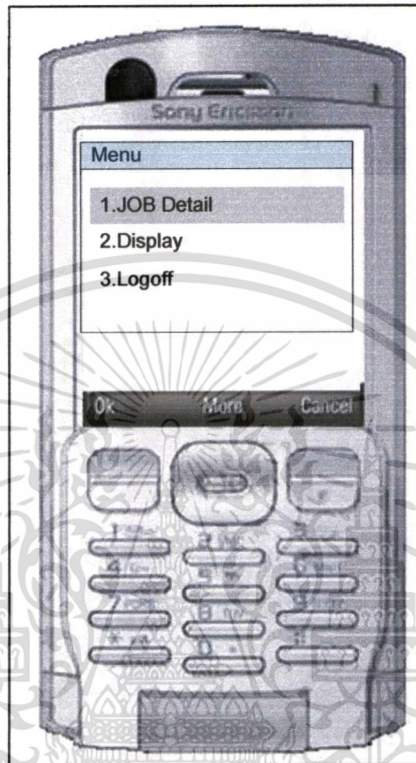 Sony Ericsson
Menu
1.JOB Detail
2.Display
3.Logoff
Ok More Cancel